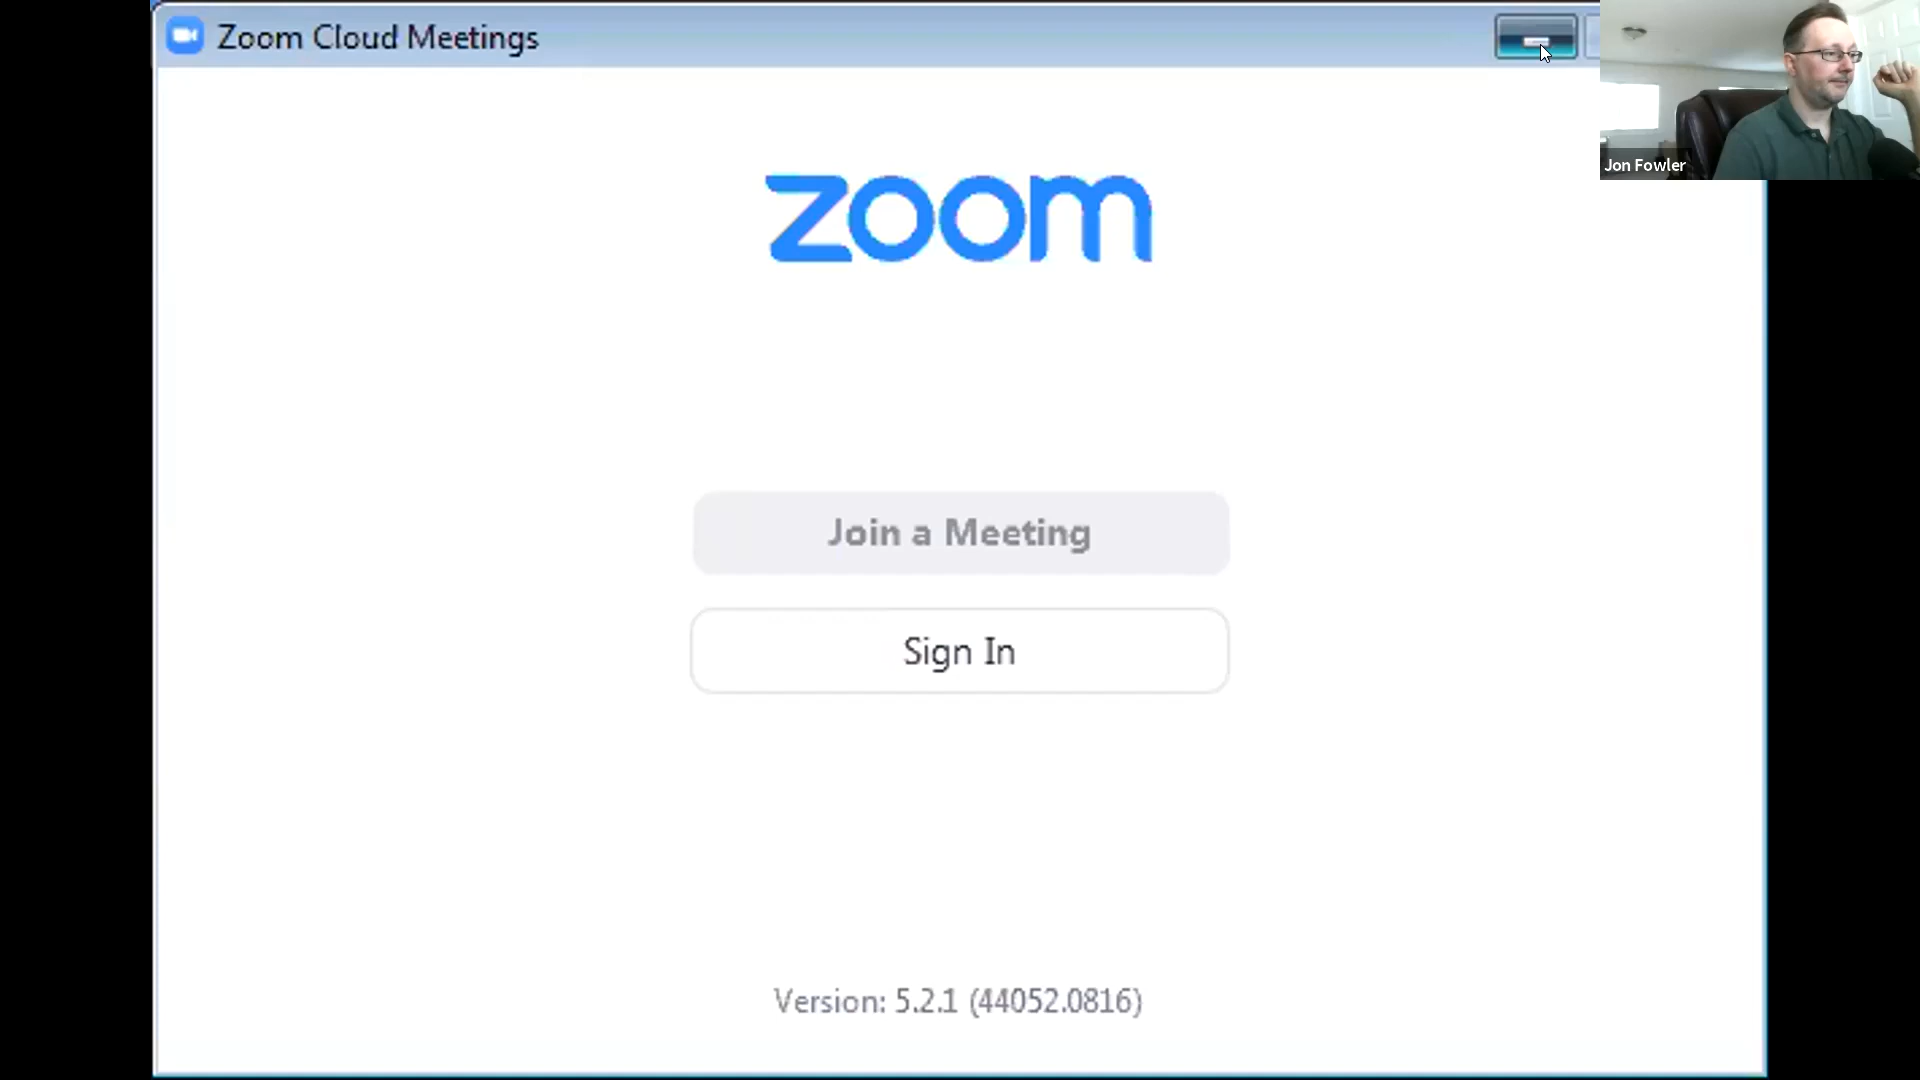 Zoom Cloud Meetings
Jon Fowler
zoom
Join a Meeting
Sign In
Version: 5.2.1 (44052.0816)